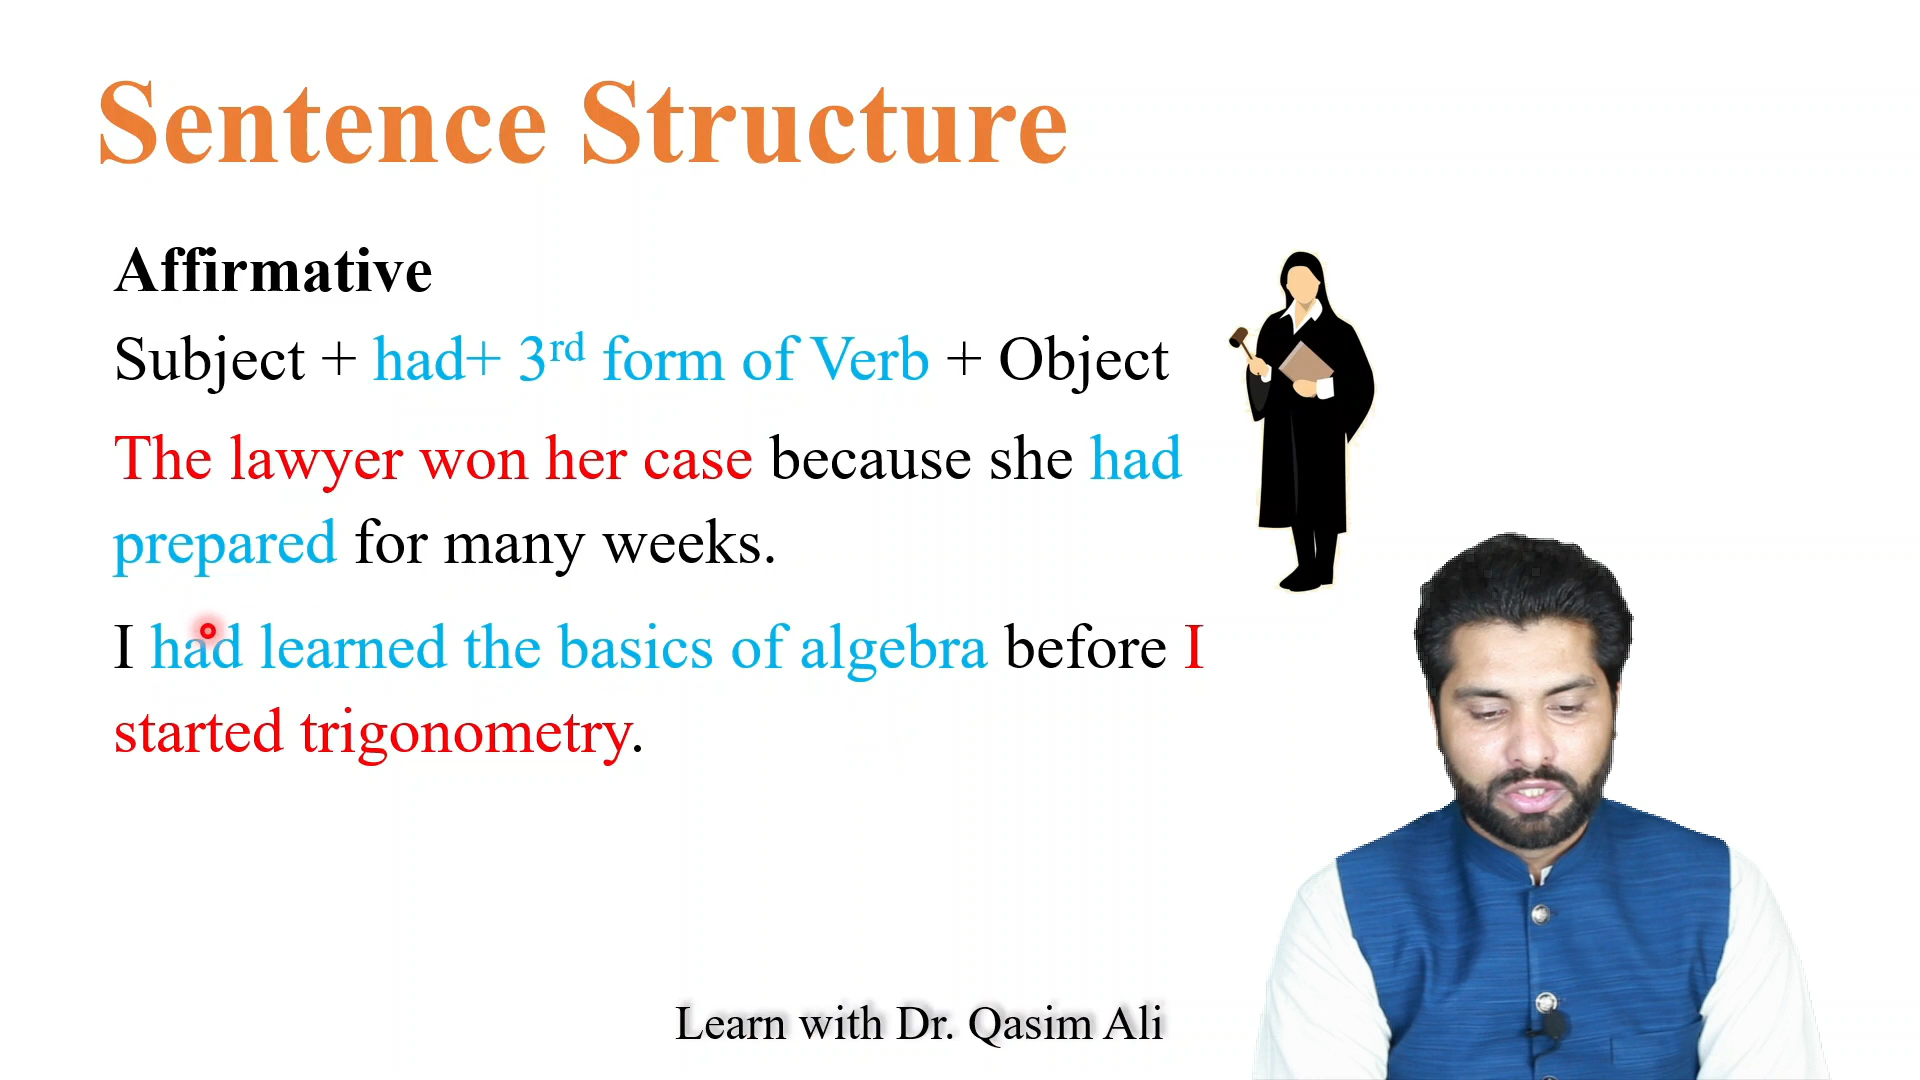 Sentence Structure
Affirmative
Subject + had+ 3rd form of Verb + Object
The lawyer won her case because she had
prepared for many weeks.
I had learned the basics of algebra before I
started trigonometry.
Learn with Dr. Qasim Ali